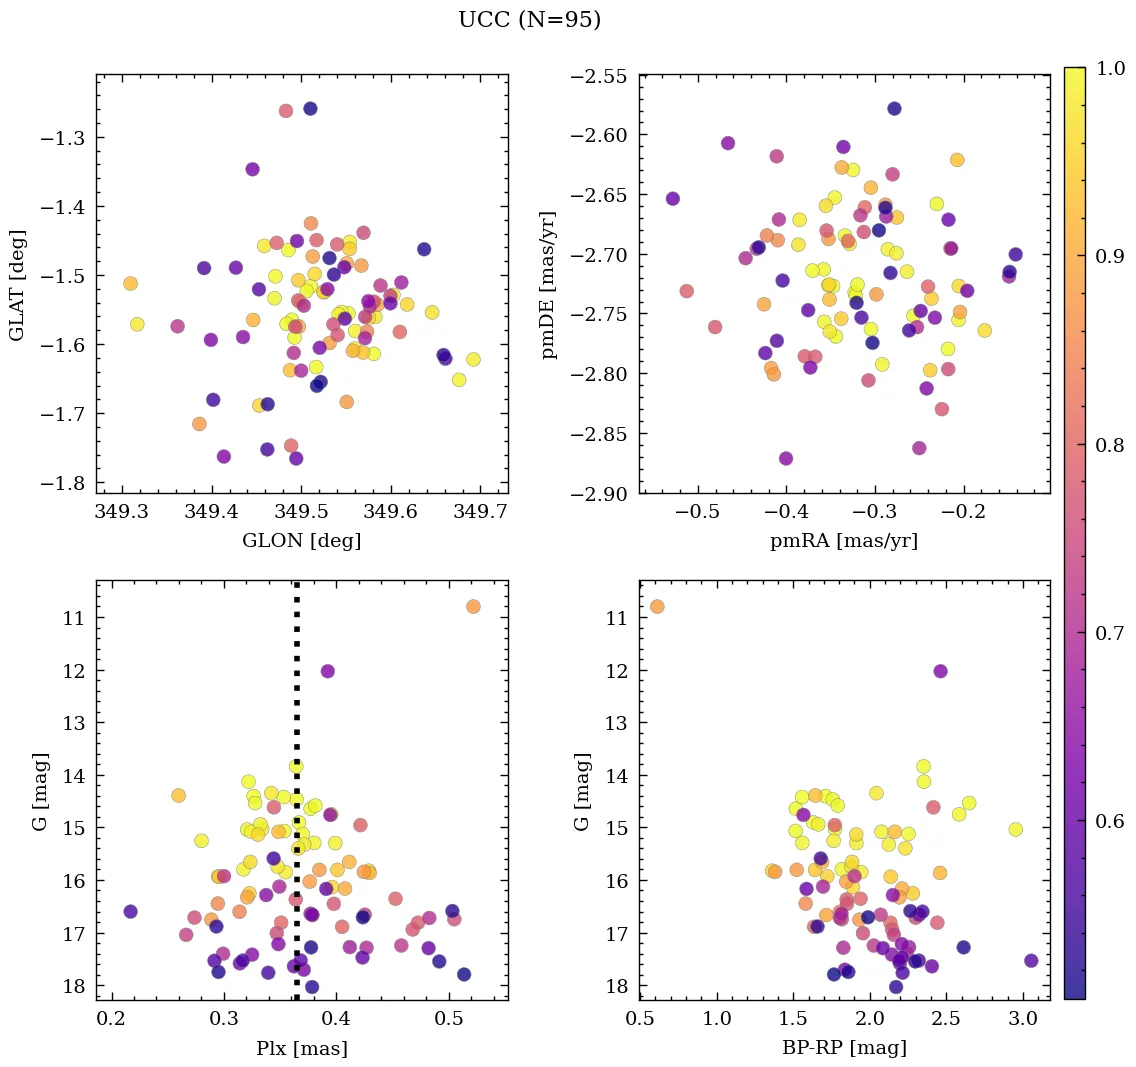 UCC (N=95)
−1.3
−1.4
−1.5
−1.6
−1.7
−1.8
GLAT [deg]
349.3 349.4 349.5 349.6 349.7
GLON [deg]
−2.55
−2.60
−2.65
−2.70
−2.75
−2.80
−2.85
−2.90
pmDE [mas/yr]
−0.5 −0.4 −0.3 −0.2
pmRA [mas/yr]
11
12
13
14
15
16
17
18
G [mag]
0.2 0.3 0.4 0.5
Plx [mas]
11
12
13
14
15
16
17
18
G [mag]
0.5 1.0 1.5 2.0 2.5 3.0
BP-RP [mag]
1.0
0.9
0.8
0.7
0.6